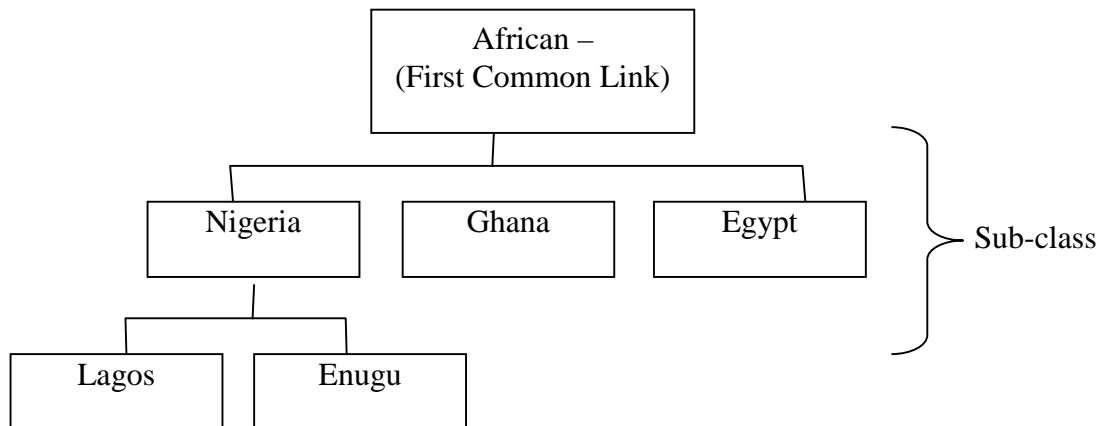 African –
(First Common Link)
Nigeria
Ghana
Egypt
Sub-class
Lagos
Enugu